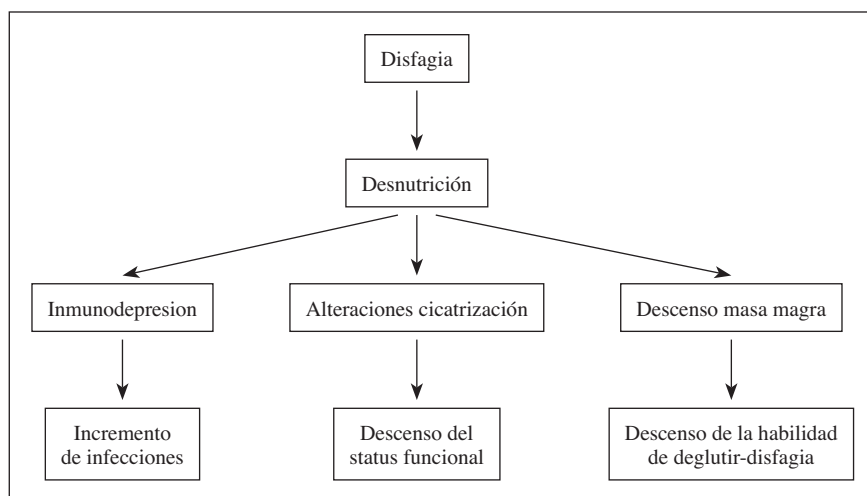 Disfagia
Desnutrición
Inmunodepresion
Alteraciones cicatrización
Descenso masa magra
Incremento
de infecciones
Descenso del
status funcional
Descenso de la habilidad
de deglutir-disfagia